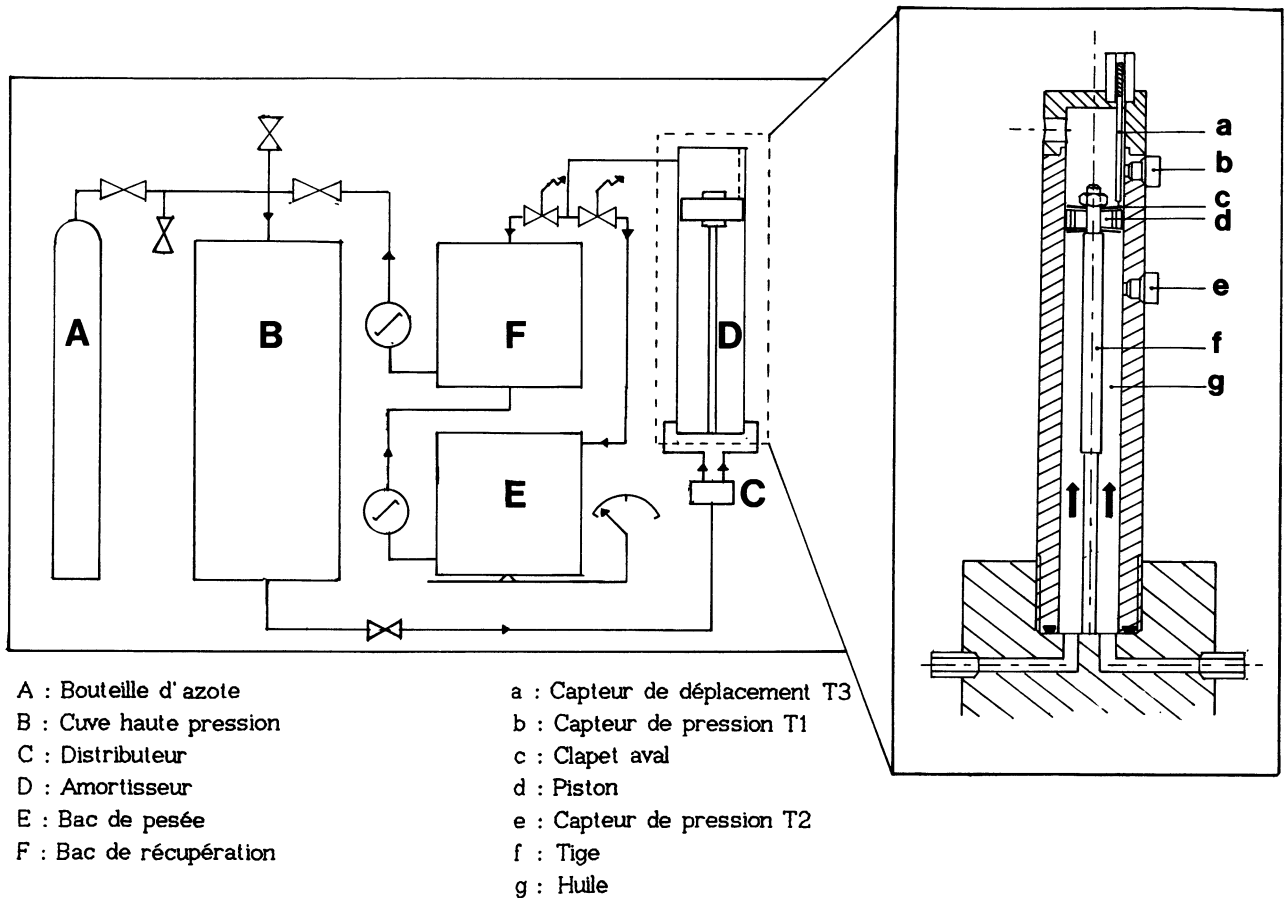 A
B
F
D
E
C
a
b
c
d
e
f
g
A : Bouteille d'azote
B : Cuve haute pression
C : Distributeur
D : Amortisseur
E : Bac de pesée
F : Bac de récupération
a : Capteur de déplacement T3
b : Capteur de pression T1
c : Clapet aval
d : Piston
e : Capteur de pression T2
f : Tige
g : Huile